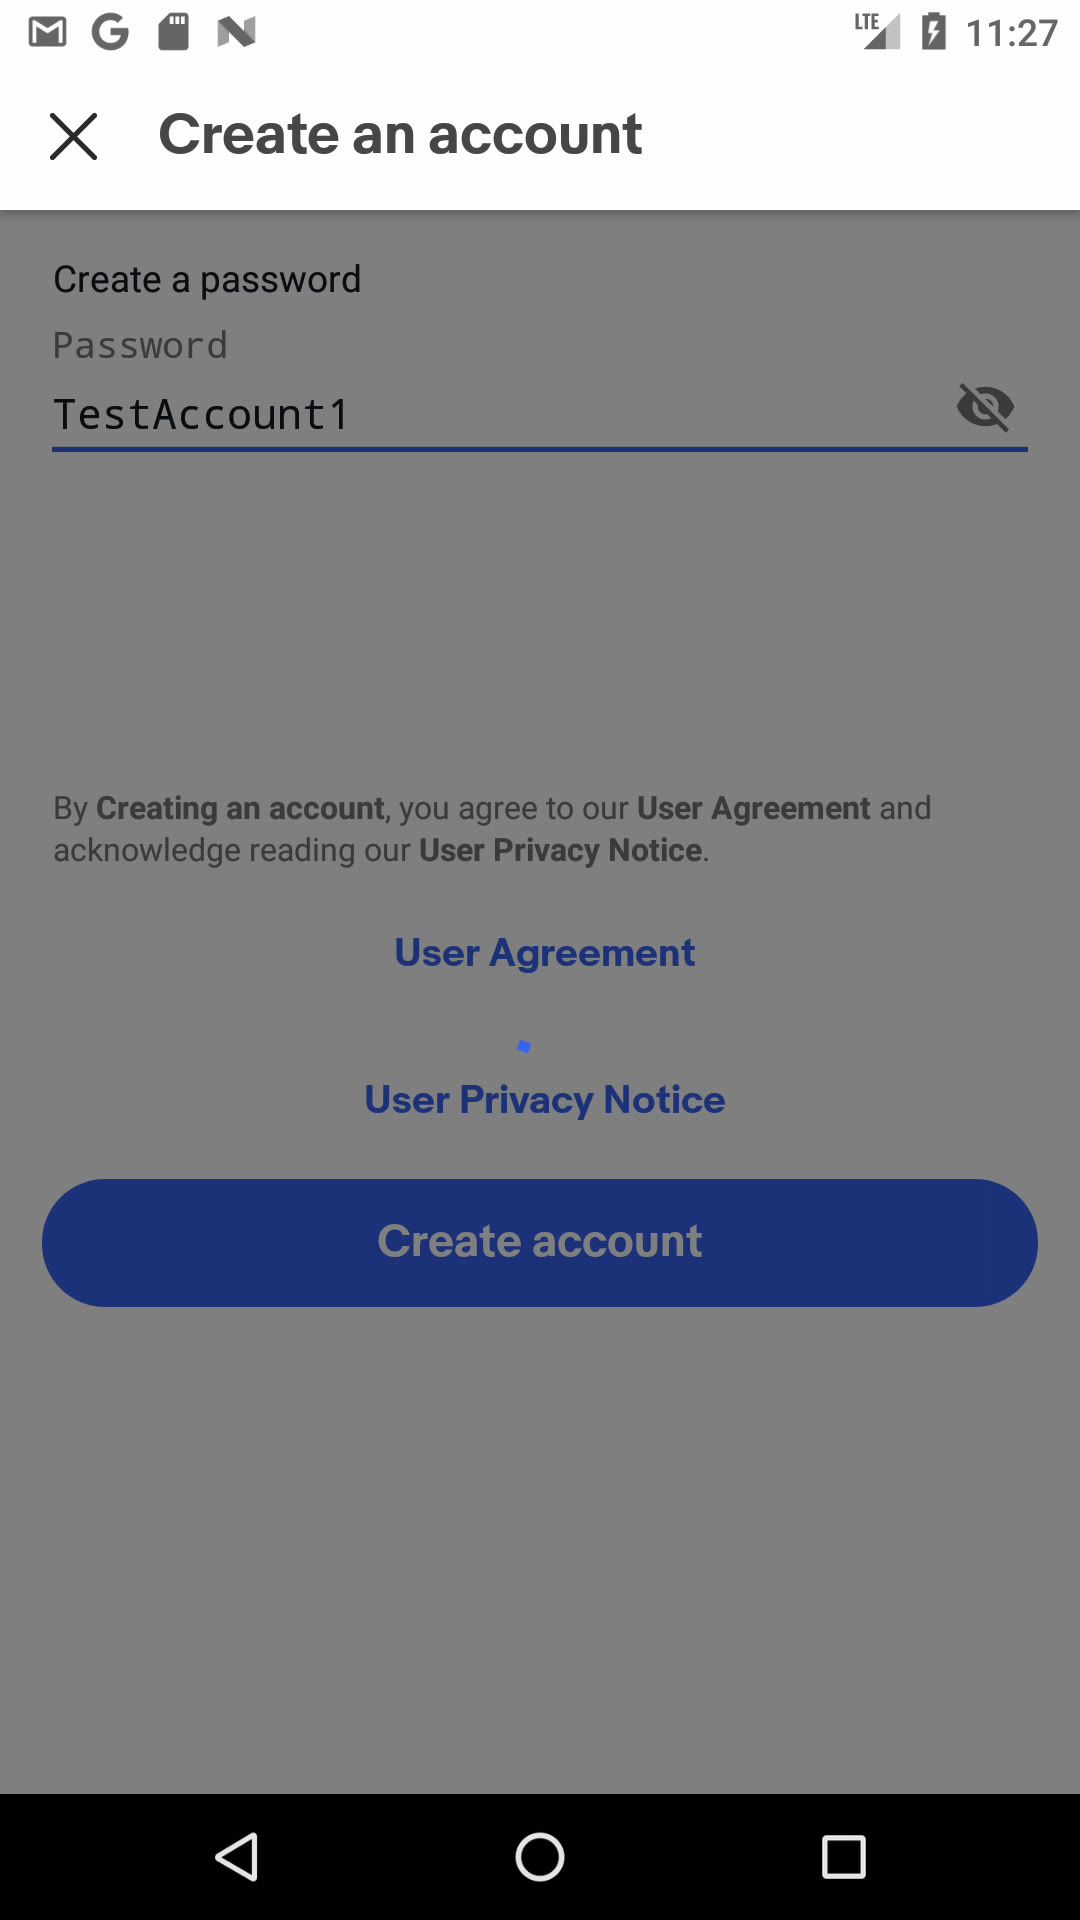 LTE 11:27
Create an account
Create a password
Password
TestAccount1
By Creating an account, you agree to our User Agreement and
acknowledge reading our User Privacy Notice.
User Agreement
User Privacy Notice
Create account